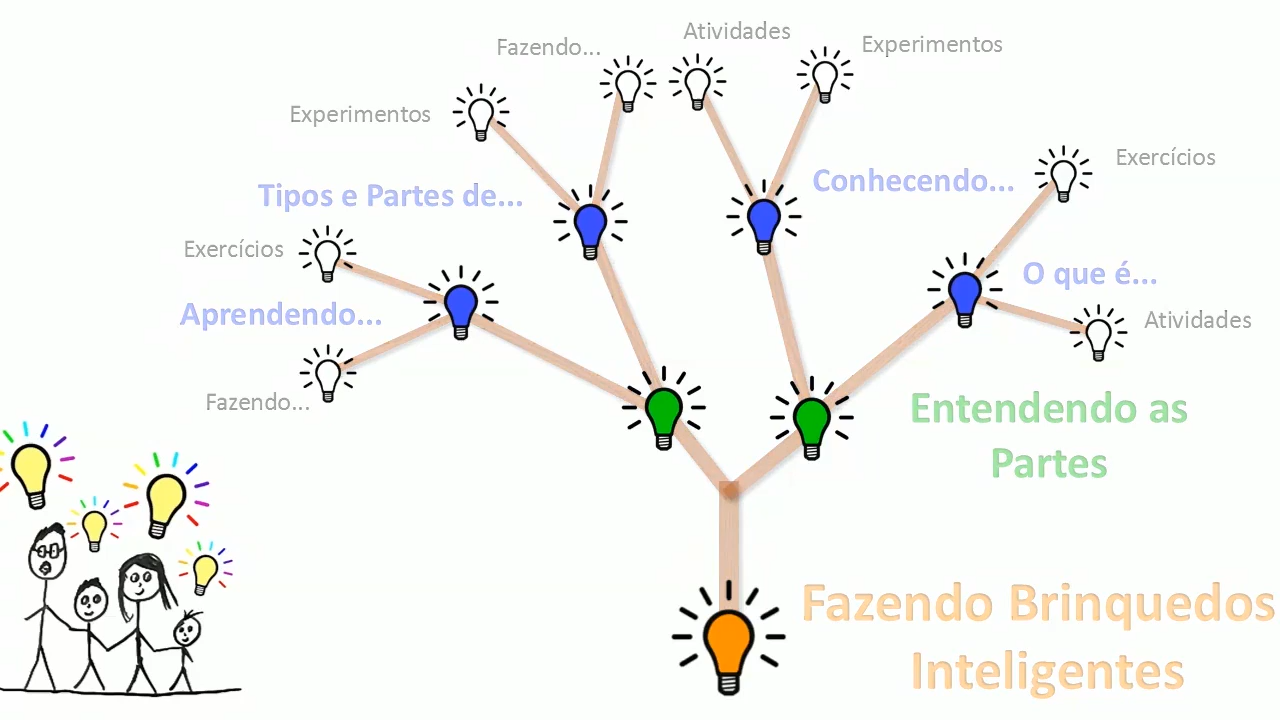 Atividades
Fazendo...
Experimentos
Experimentos
Exercícios
Conhecendo...
Tipos e Partes de...
Exercícios
O que é...
Aprendendo...
Atividades
Fazendo...
Entendendo as
Partes
Fazendo Brinquedos
Inteligentes